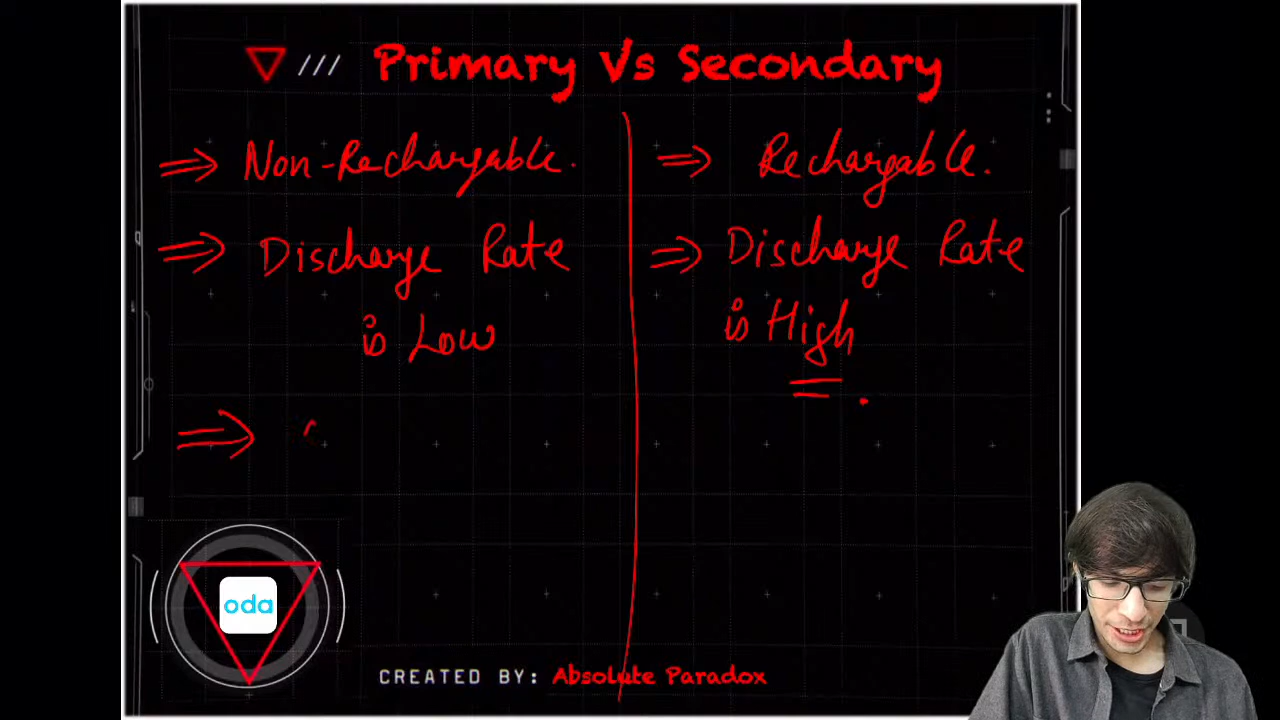 /// Primary Vs Secondary
⇒ Non-Rechargable.
⇒ Discharge Rate
is Low
⇒
⇒ Rechargable.
⇒ Discharge Rate
is High
oda
CREATED BY: Absolute Paradox